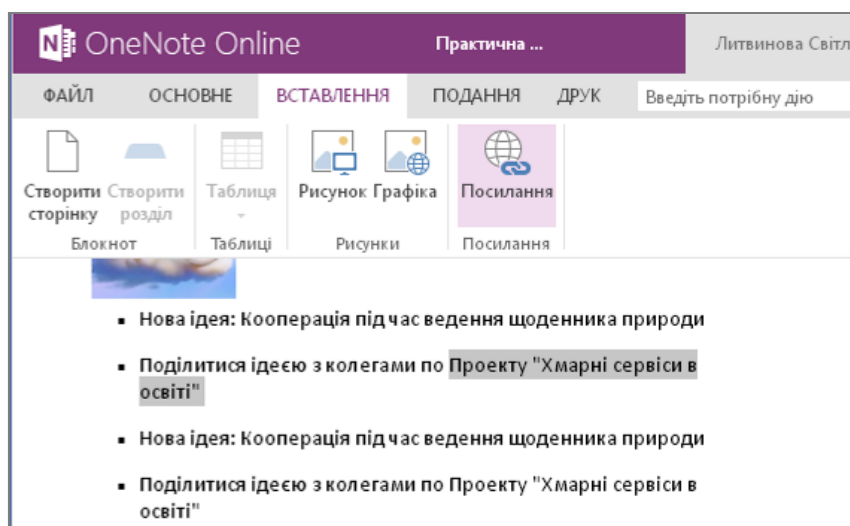 OneNote Online Практична ... Литвинова Світл
ФАЙЛ ОСНОВНЕ ВСТАВЛЕННЯ ПОДАННЯ ДРУК Введіть потрібну дію
Створити Створити Таблиця Рисунок Графіка Посилання
сторінку розділ
Блокнот Таблиці Рисунки Посилання
▪ Нова ідея: Кооперація під час ведення щоденника природи
▪ Поділитися ідеєю з колегами по Проекту "Хмарні сервіси в
освіті"
▪ Нова ідея: Кооперація під час ведення щоденника природи
▪ Поділитися ідеєю з колегами по Проекту "Хмарні сервіси в
освіті"